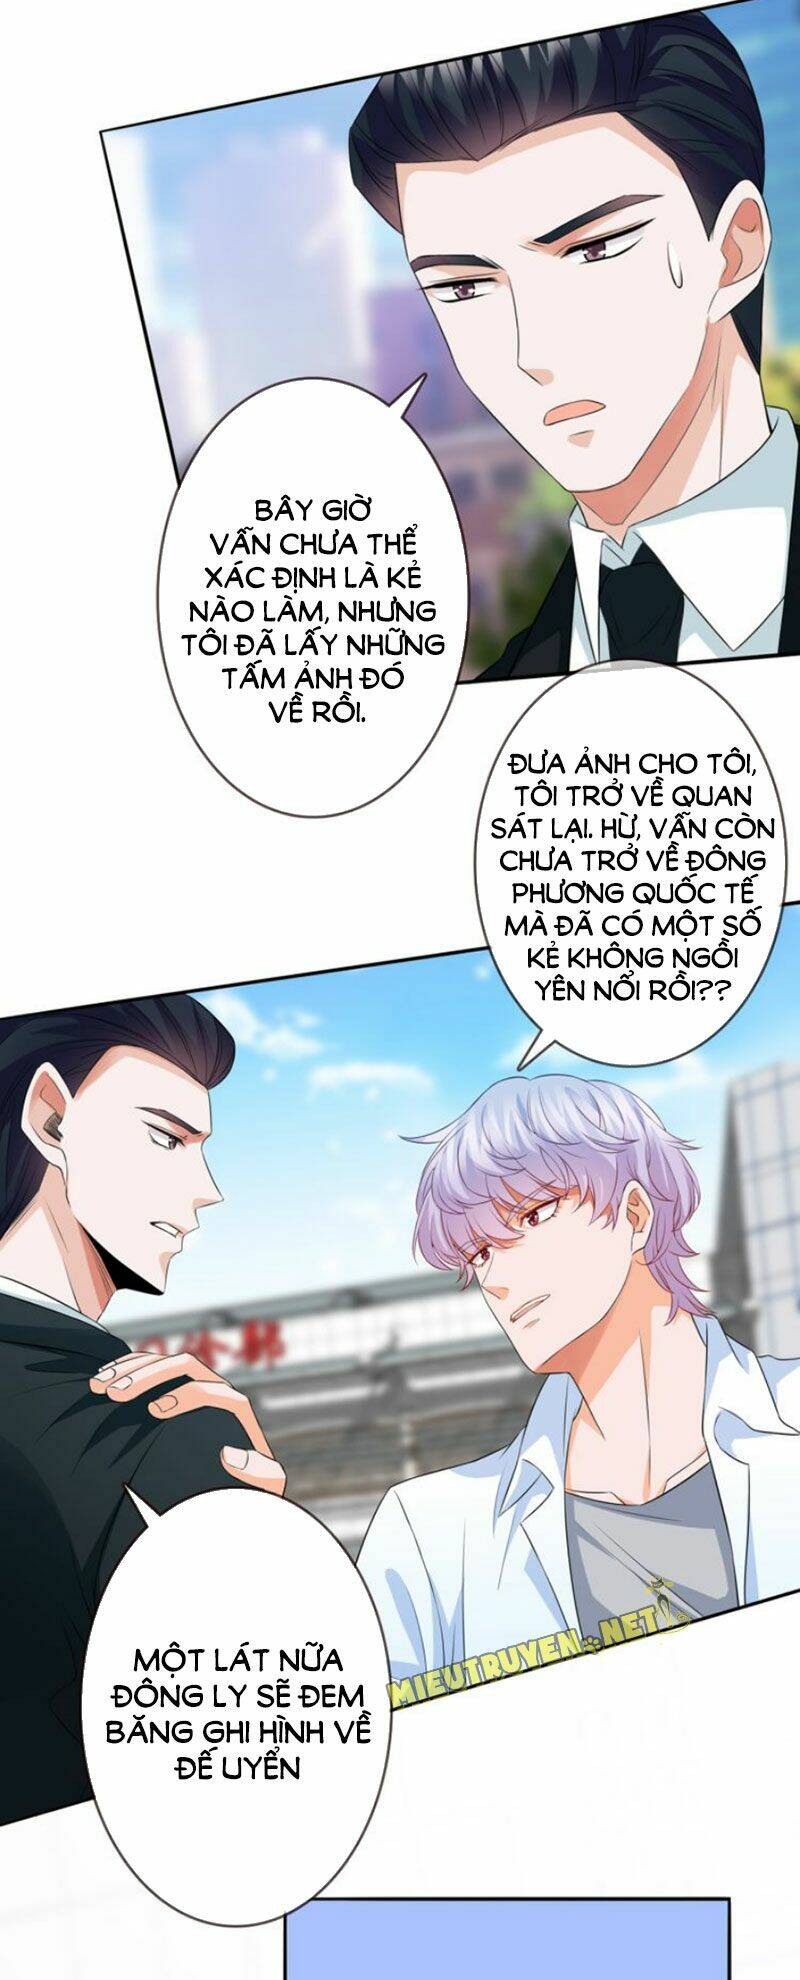 BÂY GIỜ
VẪN CHƯA THỂ
XÁC ĐỊNH LÀ KẺ
NÀO LÀM, NHƯNG
TÔI ĐÃ LẤY NHỮNG
TẤM ẢNH ĐÓ
VỀ RỒI.
ĐƯA ẢNH CHO TÔI,
TÔI TRỞ VỀ QUAN
SÁT LẠI. HỪ, VẪN CÒN
CHƯA TRỞ VỀ ĐÔNG
PHƯƠNG QUỐC TẾ
MÀ ĐÃ CÓ MỘT SỐ
KẺ KHÔNG NGỒI
YÊN NỔI RỒI??
MỘT LÁT NỮA
ĐÔNG LY SẼ ĐEM
BĂNG GHI HÌNH VỀ
ĐẾ UYỂN
MIEUTRUYEN.NET